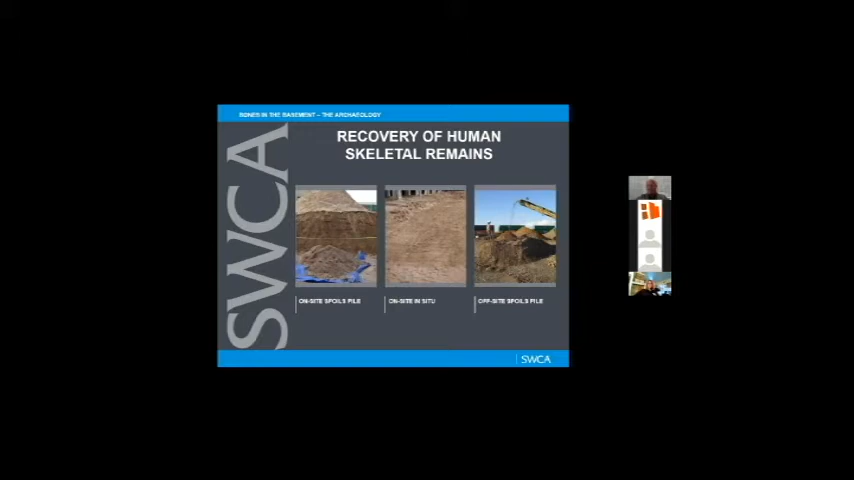 BONES IN THE BASEMENT – THE ARCHAEOLOGY
RECOVERY OF HUMAN
SKELETAL REMAINS
SWCA
ON-SITE SPOILS PILE
ON-SITE IN SITU
OFF-SITE SPOILS PILE
SWCA